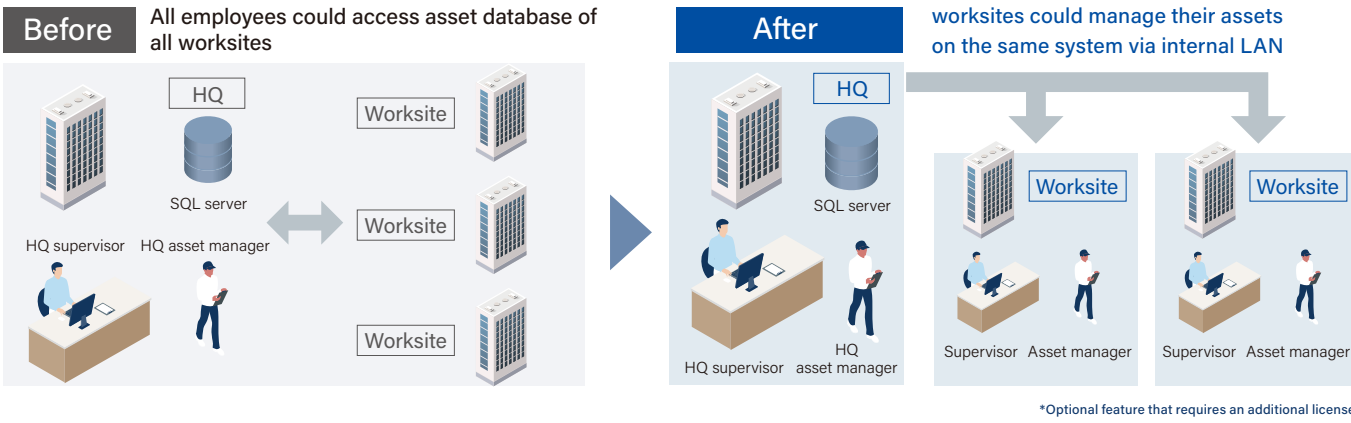 Before
All employees could access asset database of
all worksites
HQ
SQL server
HQ supervisor
HQ asset manager
Worksite
Worksite
Worksite
After
worksites could manage their assets
on the same system via internal LAN
HQ
SQL server
HQ supervisor
HQ
asset manager
Worksite
Supervisor
Asset manager
Worksite
Supervisor
Asset manager
*Optional feature that requires an additional license